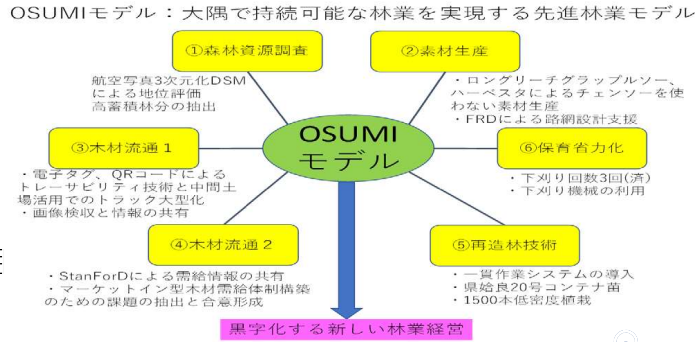 OSUMIモデル：大隅で持続可能な林業を実現する先進林業モデル
①森林資源調査
航空写真3次元化DSM
による地位評価
高蓄積林分の抽出
②素材生産
・ロングリーチグラップルソー、
ハーベスタによるチェンソーを使
わない素材生産
・FRDによる路網設計支援
OSUMI
モデル
③木材流通１
・電子タグ、QRコードによる
トレーサビリティ技術と中間土
場活用でのトラック大型化
・画像検収と情報の共有
⑥保育省力化
・下刈り回数3回(済)
・下刈り機械の利用
④木材流通２
・StanForDによる需給情報の共有
・マーケットイン型木材需給体制構築
のための課題の抽出と合意形成
⑤再造林技術
・一貫作業システムの導入
・県姶良20号コンテナ苗
・1500本低密度植栽
黒字化する新しい林業経営